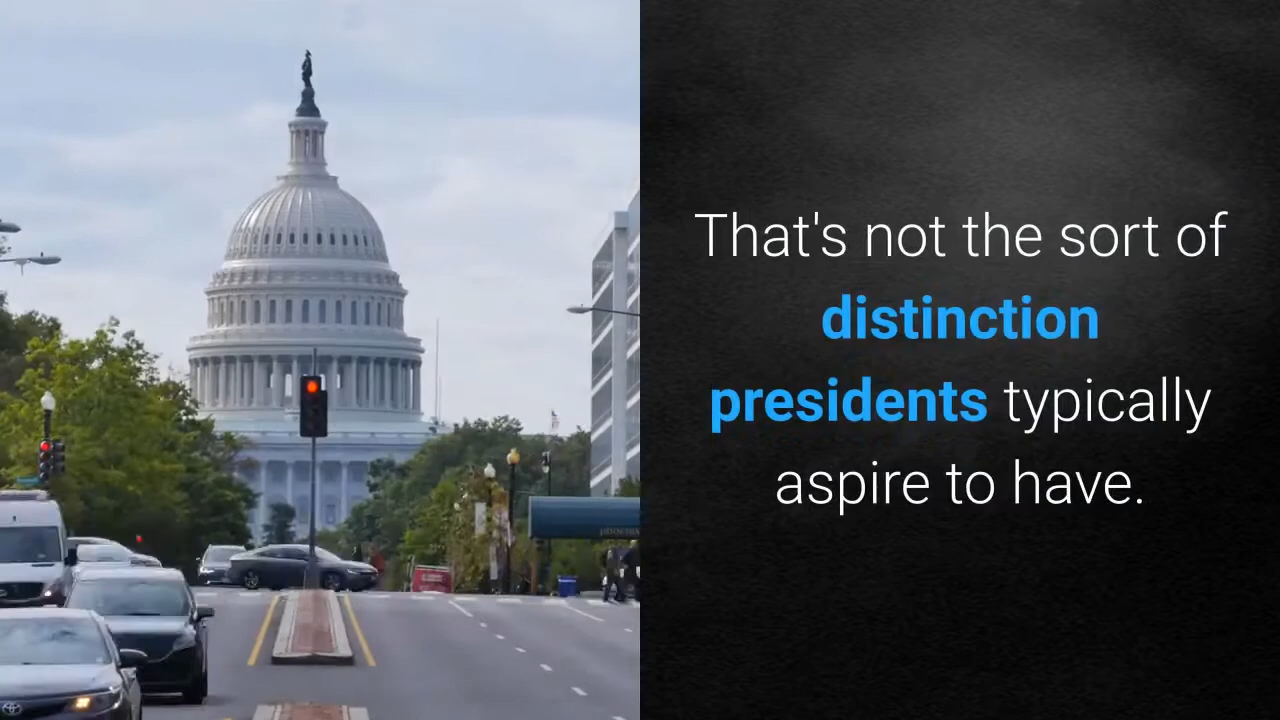 That's not the sort of
distinction
presidents typically
aspire to have.